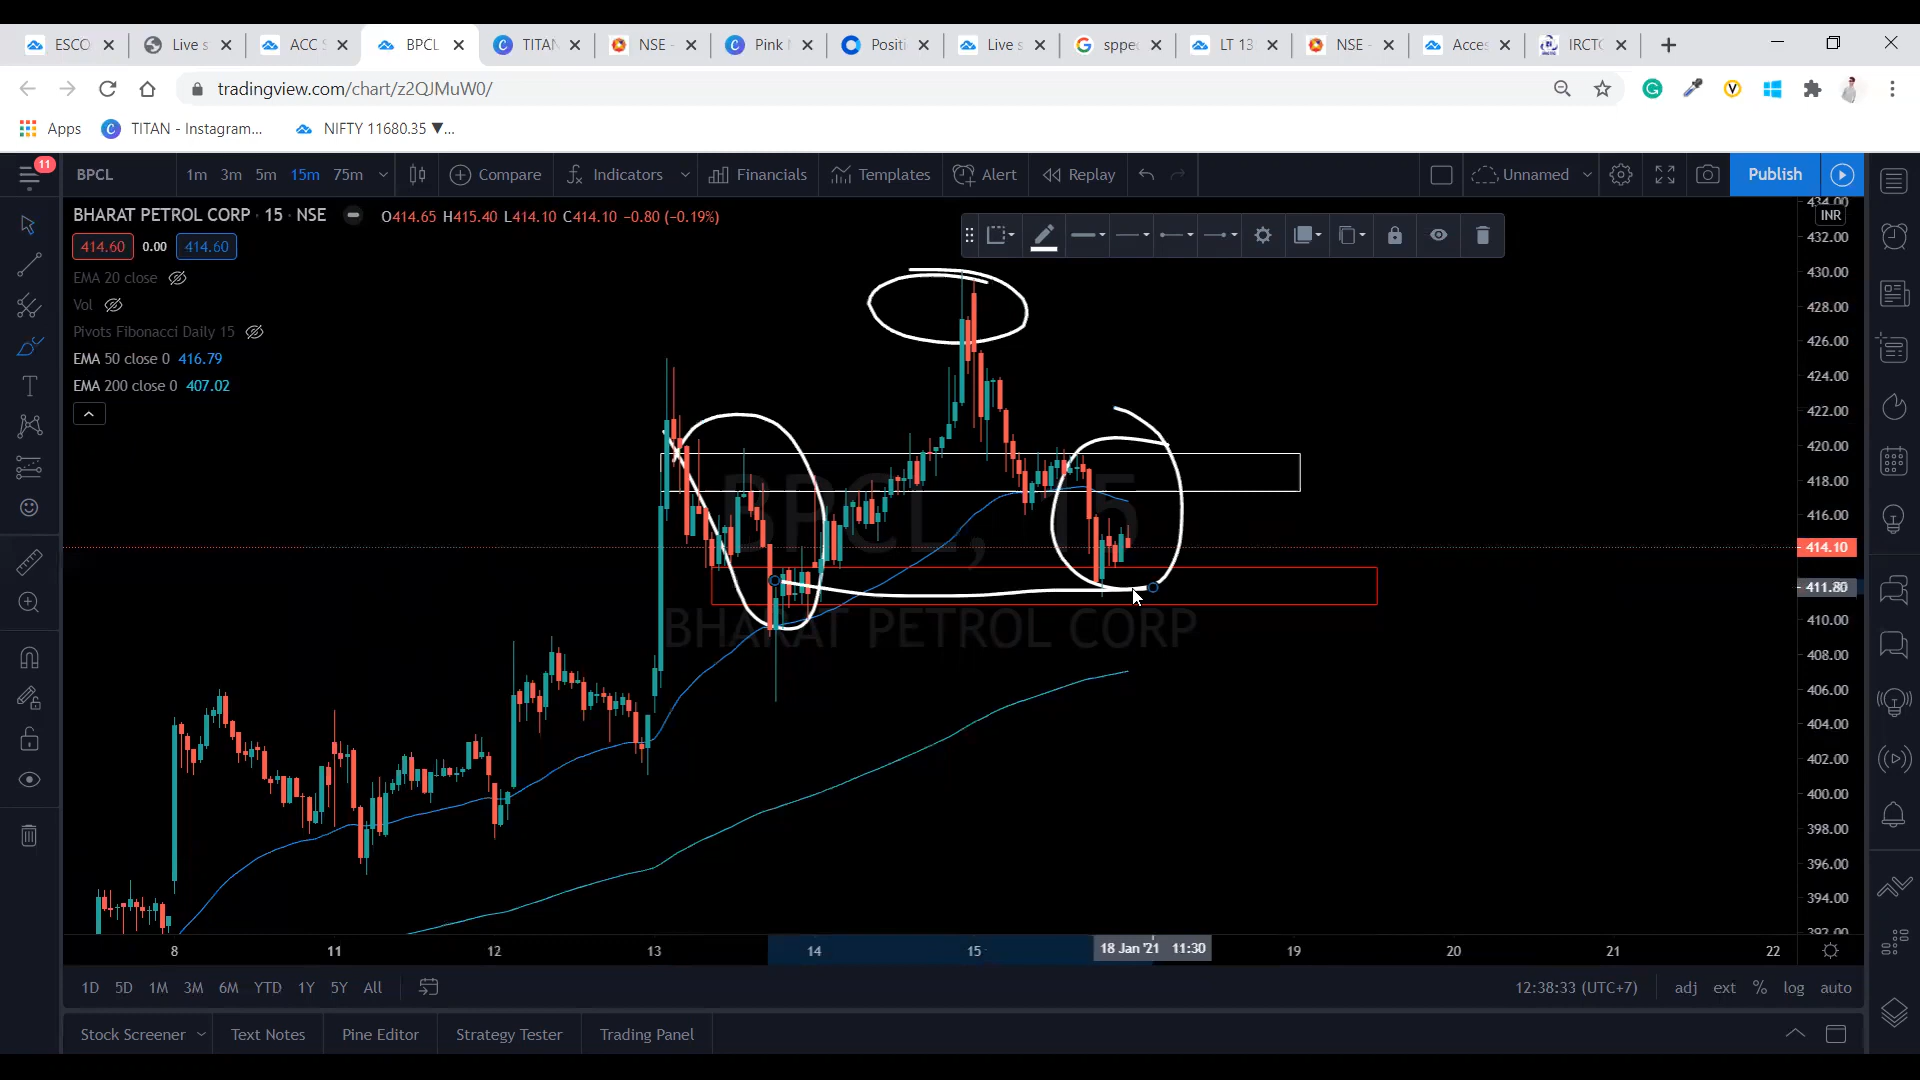 ESCO Live s ACC S BPCL TITAN NSE - Pink Positi Live s sppec LT 13 NSE - Acces IRCTC
tradingview.com/chart/z2QJMuW0/
Apps TITAN - Instagram... NIFTY 11680.35 ▼...
11
BPCL 1m 3m 5m 15m 75m Compare Indicators Financials Templates Alert Replay Unnamed Publish
BHARAT PETROL CORP · 15 · NSE O414.65 H415.40 L414.10 C414.10 −0.80 (−0.19%)
414.60 0.00 414.60
EMA 20 close
Vol
Pivots Fibonacci Daily 15
EMA 50 close 0 416.79
EMA 200 close 0 407.02
BPCL, 15
BHARAT PETROL CORP
434.00
INR
432.00
430.00
428.00
426.00
424.00
422.00
420.00
418.00
416.00
414.10
411.80
410.00
408.00
406.00
404.00
402.00
400.00
398.00
396.00
394.00
392.00
8 11 12 13 14 15 18 Jan '21 11:30 19 20 21 22
1D 5D 1M 3M 6M YTD 1Y 5Y All 12:38:33 (UTC+7) adj ext % log auto
Stock Screener Text Notes Pine Editor Strategy Tester Trading Panel